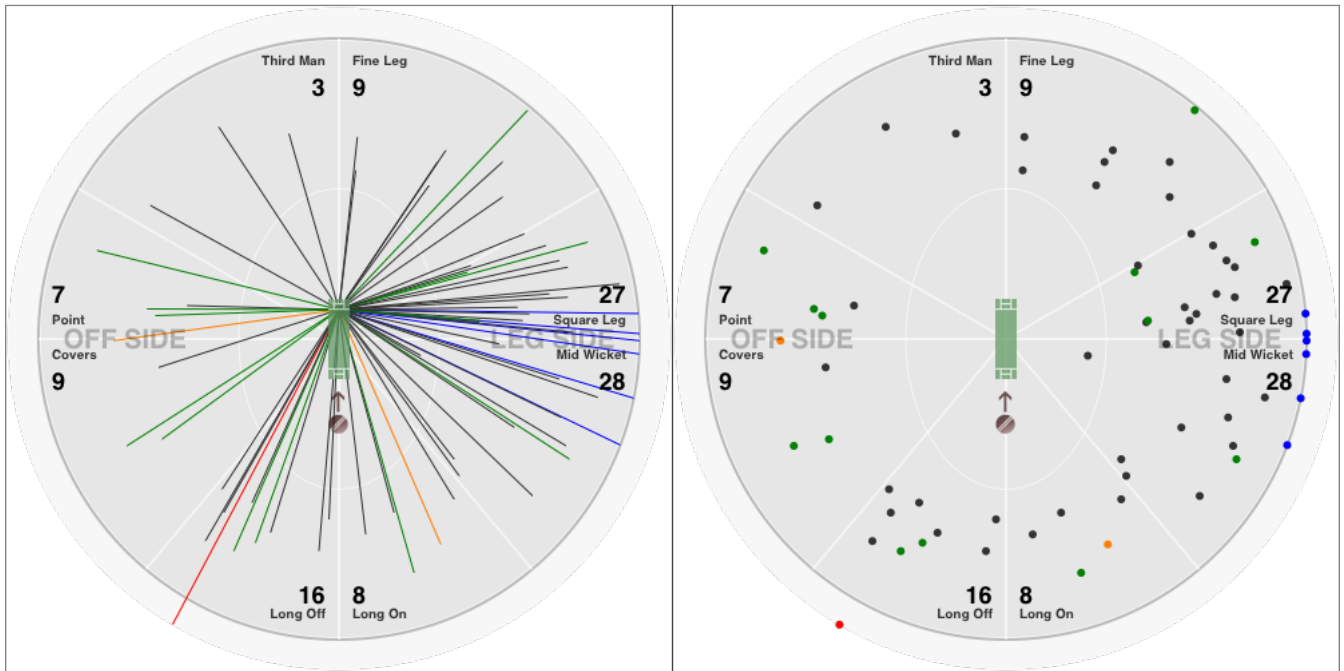 Third Man Fine Leg
3 9
7 27
Point Square Leg
OFF SIDE LEG SIDE
Covers Mid Wicket
9 28
16 8
Long Off Long On
Third Man Fine Leg
3 9
7 27
Point Square Leg
OFF SIDE LEG SIDE
Covers Mid Wicket
9 28
16 8
Long Off Long On